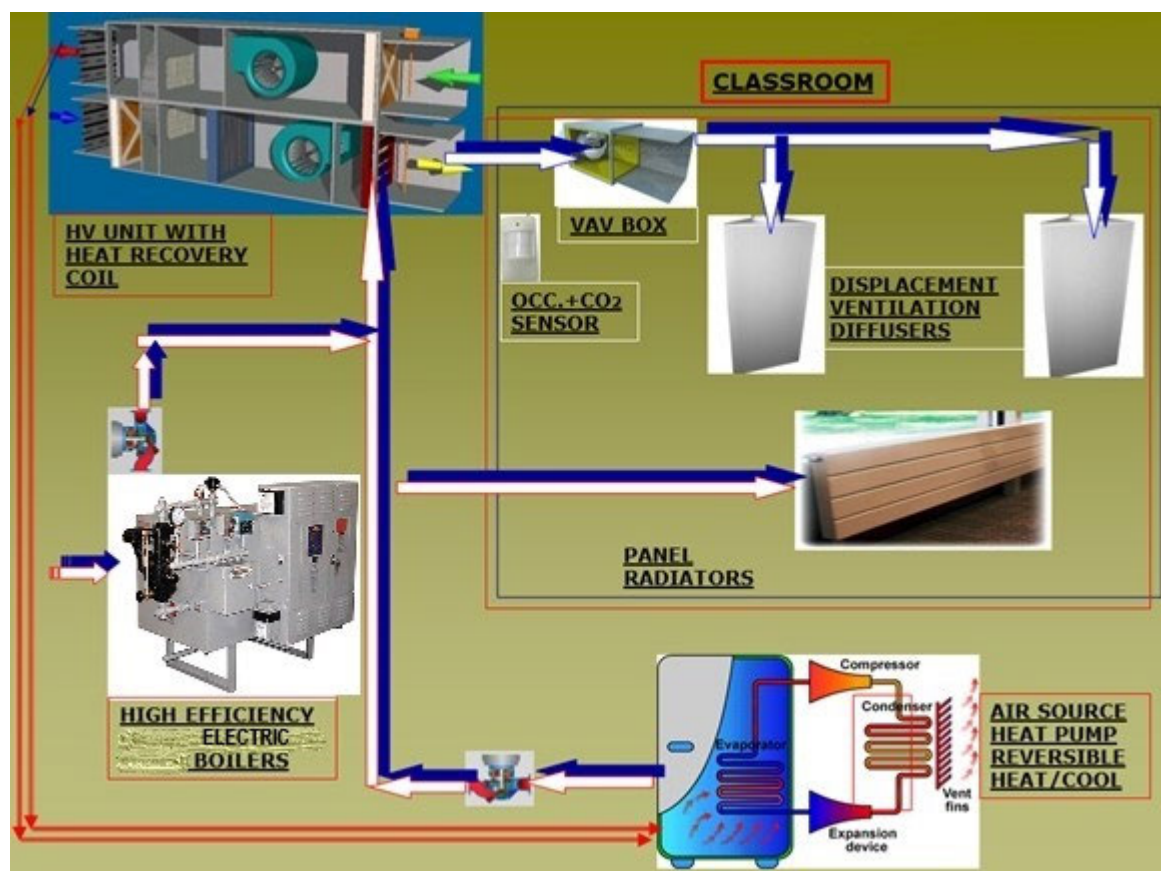 CLASSROOM
HV UNIT WITH
HEAT RECOVERY
COIL
VAV BOX
OCC.+CO2
SENSOR
DISPLACEMENT
VENTILATION
DIFFUSERS
PANEL
RADIATORS
HIGH EFFICIENCY
ELECTRIC
BOILERS
Compressor
Condenser
Evaporator
Vent
fins
Expansion
device
AIR SOURCE
HEAT PUMP
REVERSIBLE
HEAT/COOL